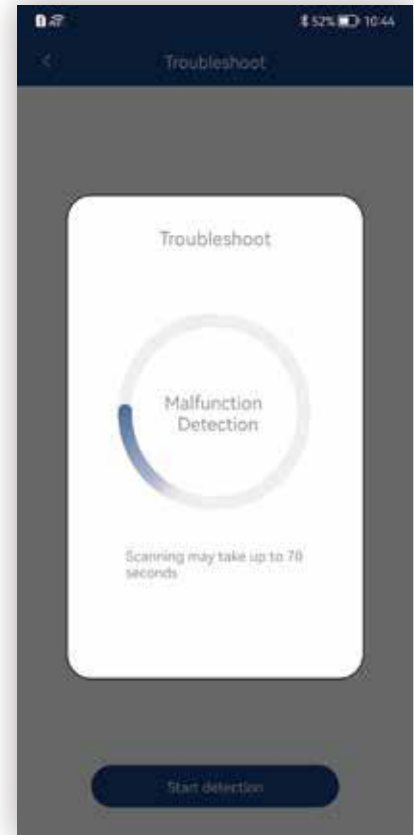 52% 10:44
Troubleshoot
Troubleshoot
Malfunction
Detection
Scanning may take up to 70
seconds
Start detection